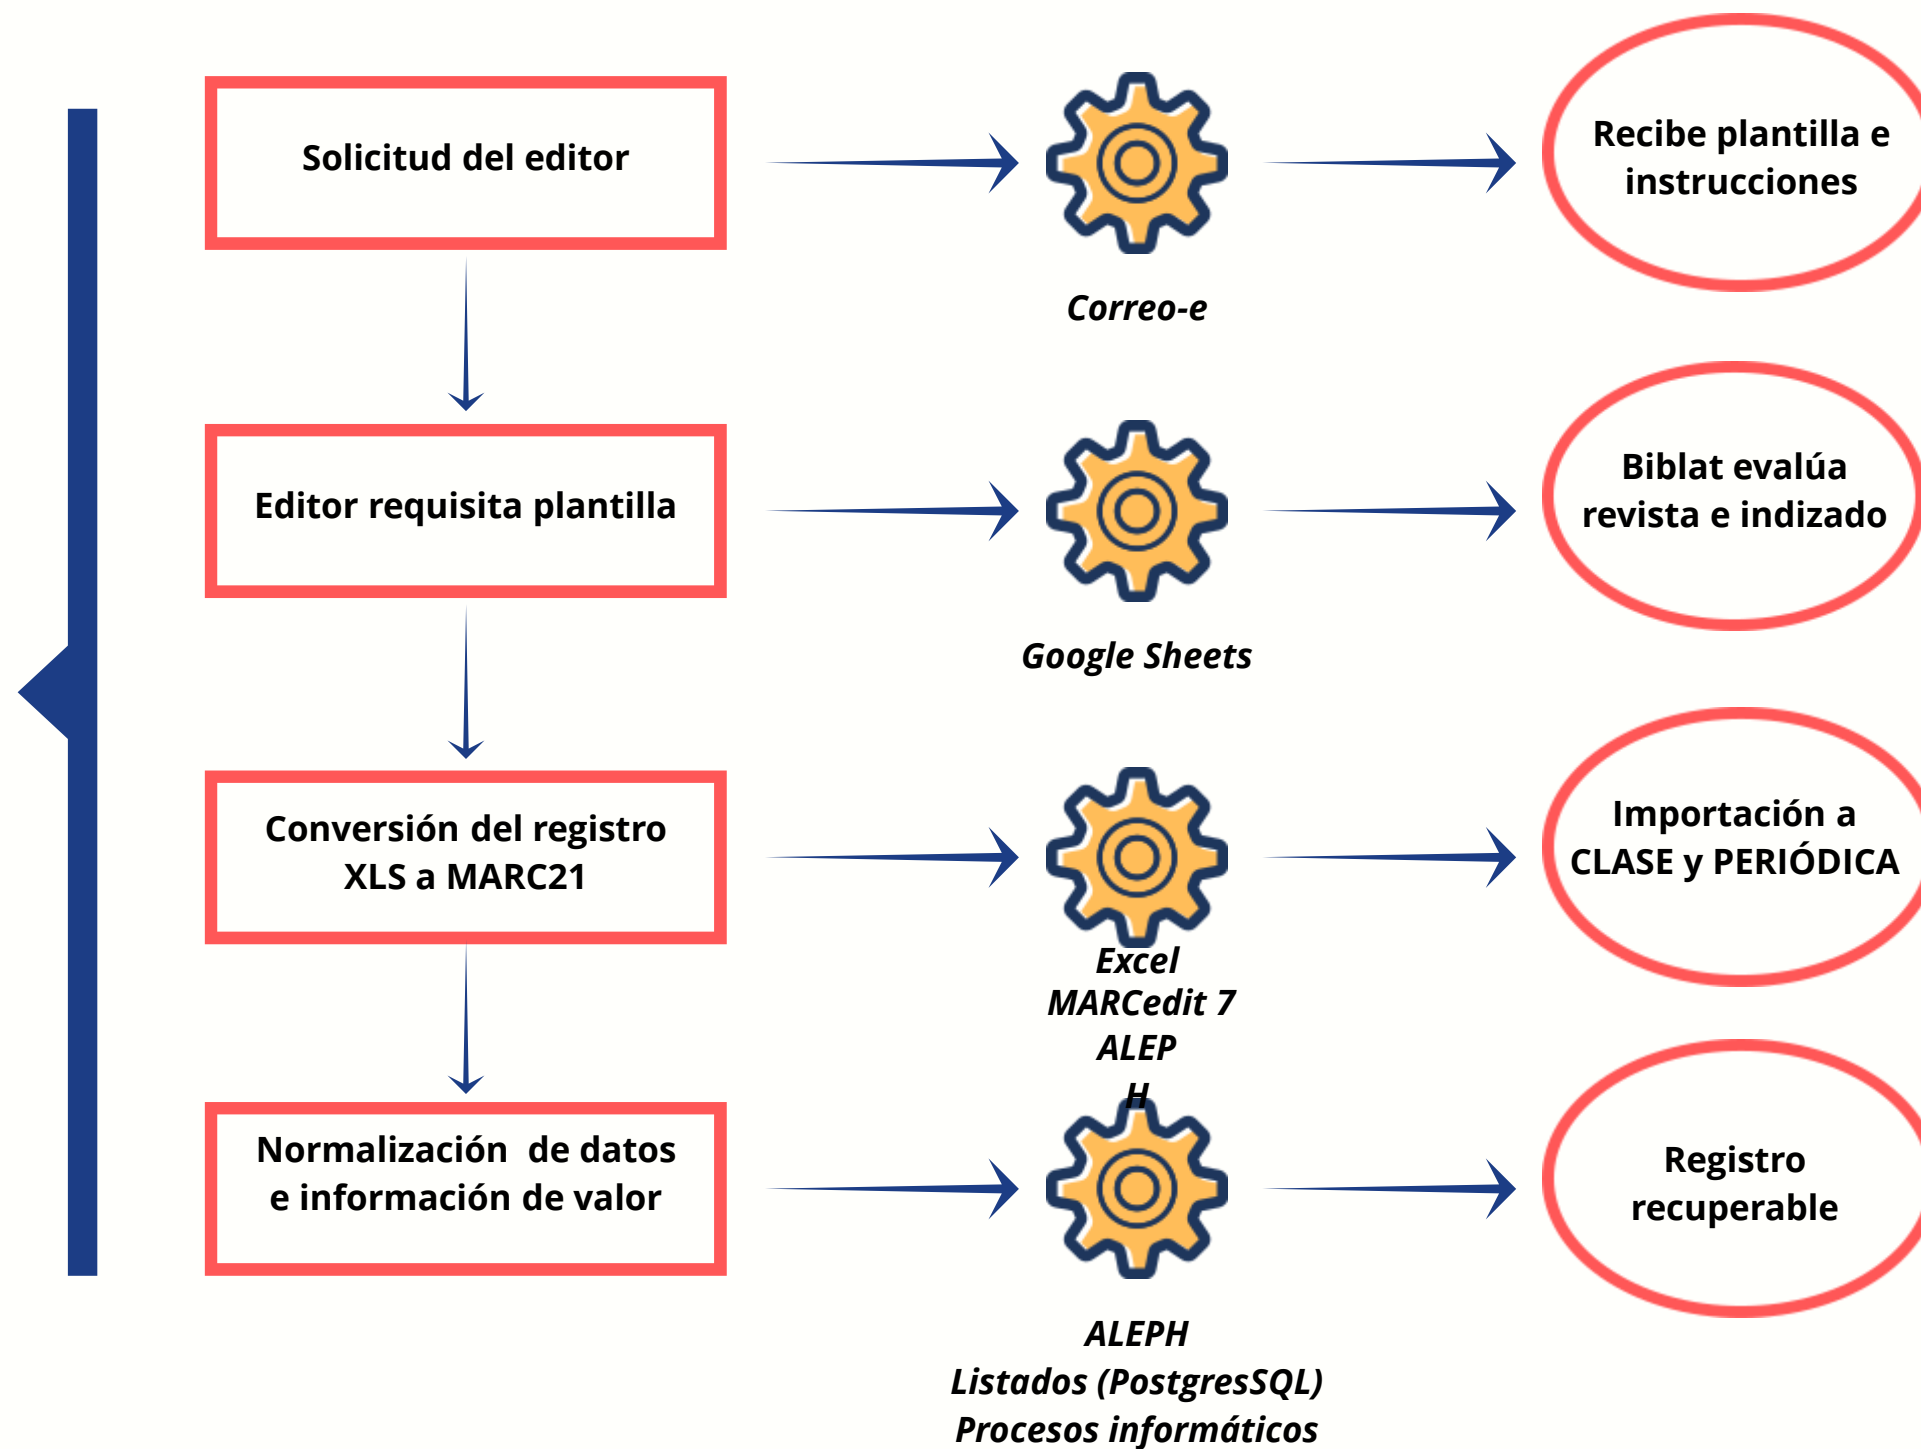 Solicitud del editor
Correo-e
Recibe plantilla e
instrucciones
Editor requisita plantilla
Google Sheets
Biblat evalúa
revista e indizado
Conversión del registro
XLS a MARC21
Excel
MARCedit 7
ALEP
H
Importación a
CLASE y PERIÓDICA
Normalización  de datos
e información de valor
ALEPH
Listados (PostgresSQL)
Procesos informáticos
Registro
recuperable